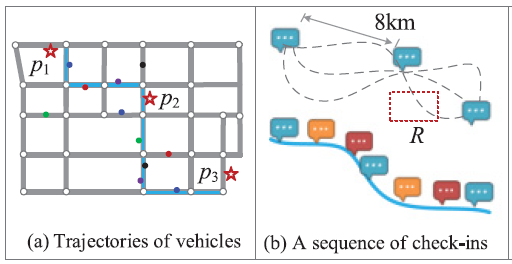 8km
p1
p2
R
p3
(a) Trajectories of vehicles
(b) A sequence of check-ins